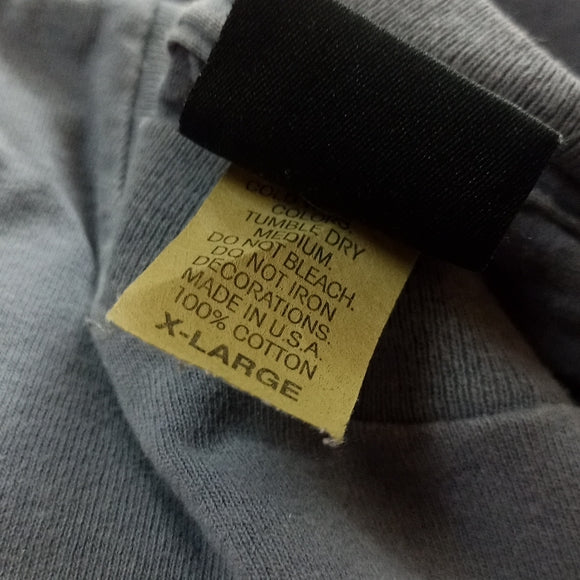 COLORS.
TUMBLE DRY
MEDIUM.
DO NOT BLEACH.
DO NOT IRON
DECORATIONS.
MADE IN U.S.A.
100% COTTON
X-LARGE